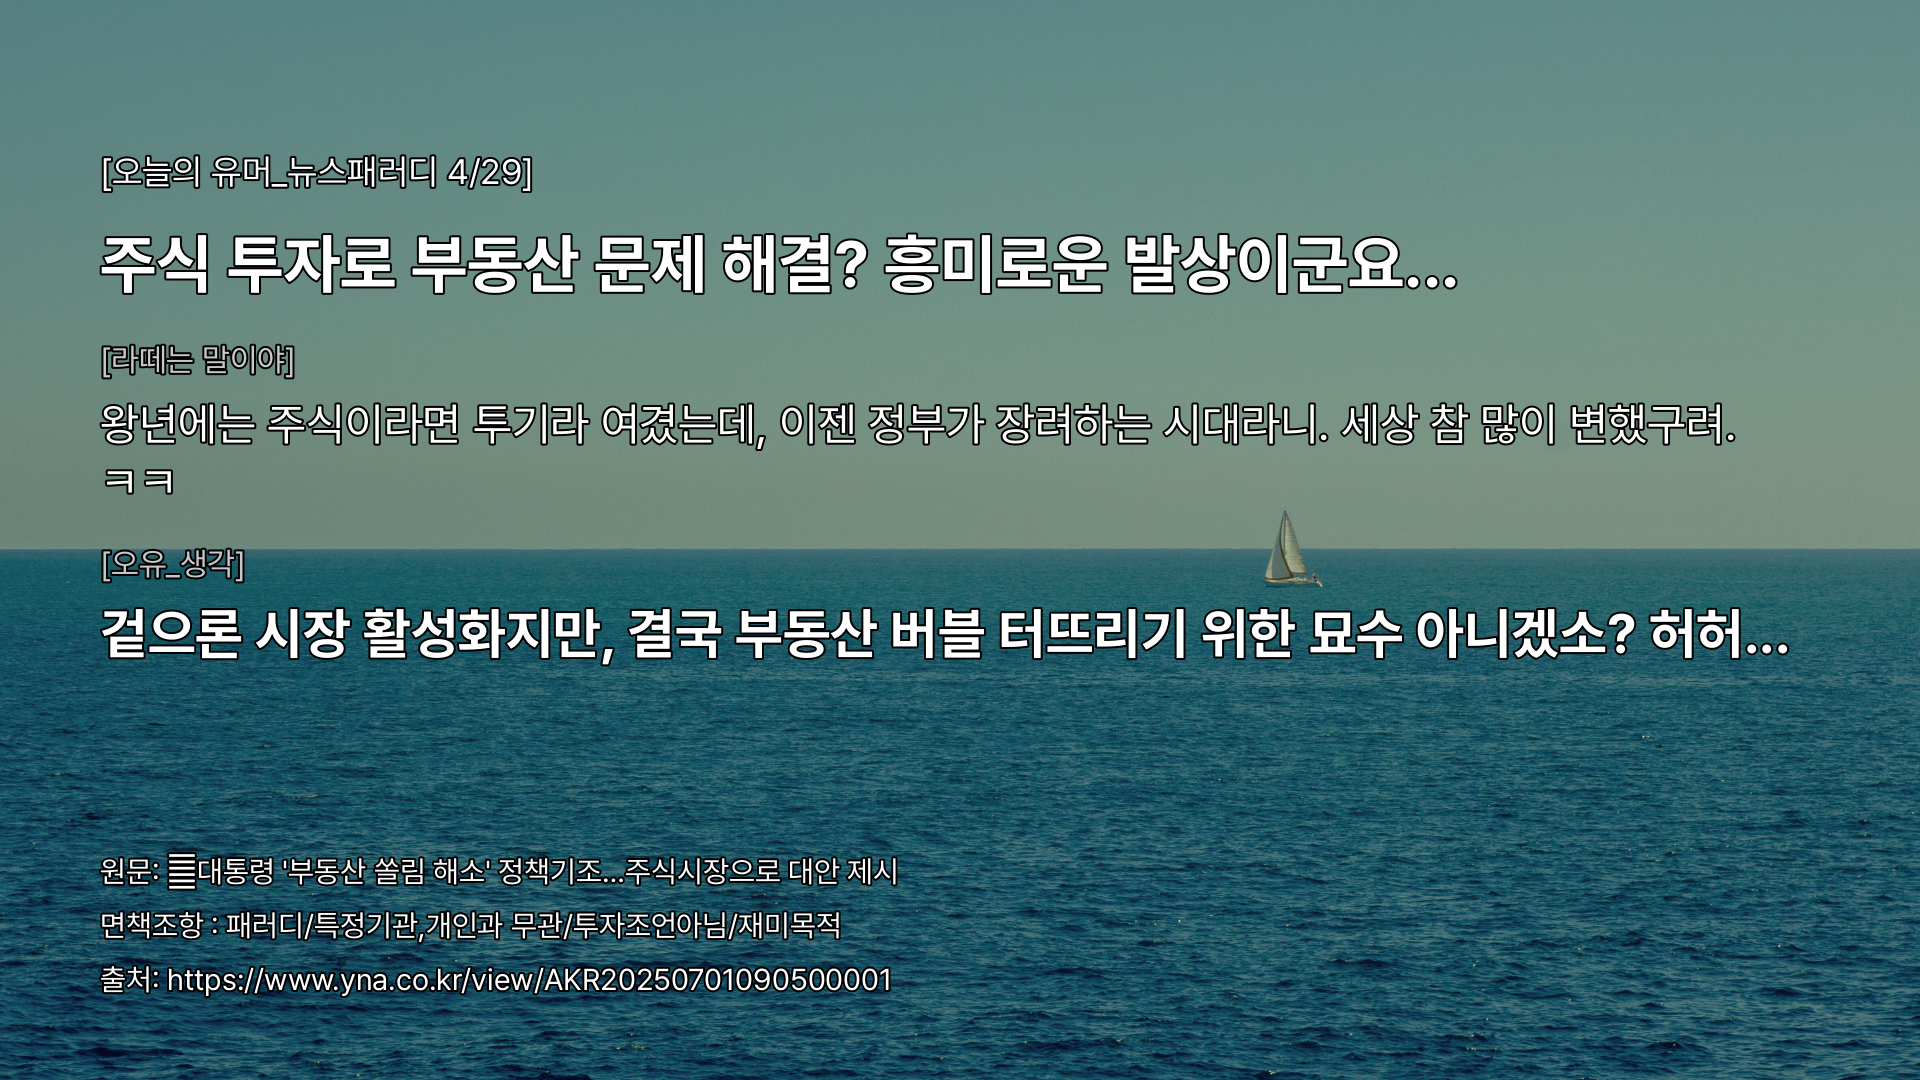 [오늘의 유머_뉴스패러디 4/29]
주식 투자로 부동산 문제 해결? 흥미로운 발상이군요...
[라떼는 말이야]
왕년에는 주식이라면 투기라 여겼는데, 이젠 정부가 장려하는 시대라니. 세상 참 많이 변했구려.
ㅋㅋ
[오유_생각]
겉으론 시장 활성화지만, 결국 부동산 버블 터뜨리기 위한 묘수 아니겠소? 허허...
원문: 대통령 '부동산 쏠림 해소' 정책기조...주식시장으로 대안 제시
면책조항 : 패러디/특정기관,개인과 무관/투자조언아님/재미목적
출처: https://www.yna.co.kr/view/AKR20250701090500001